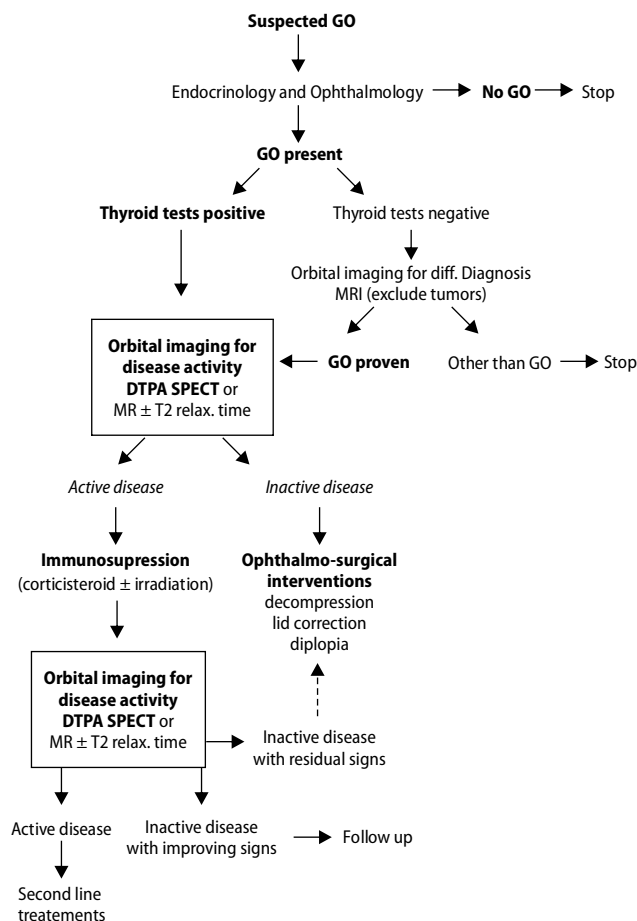 Suspected GO
Endocrinology and Ophthalmology
No GO
Stop
GO present
Thyroid tests positive
Thyroid tests negative
Orbital imaging for diff. Diagnosis
MRI (exclude tumors)
Orbital imaging for
disease activity
DTPA SPECT or
MR ± T2 relax. time
GO proven
Other than GO
Stop
Active disease
Inactive disease
Immunosupression
(corticisteroid ± irradiation)
Ophthalmo-surgical
interventions
decompression
lid correction
diplopia
Orbital imaging for
disease activity
DTPA SPECT or
MR ± T2 relax. time
Inactive disease
with residual signs
Active disease
Inactive disease
with improving signs
Follow up
Second line
treatements